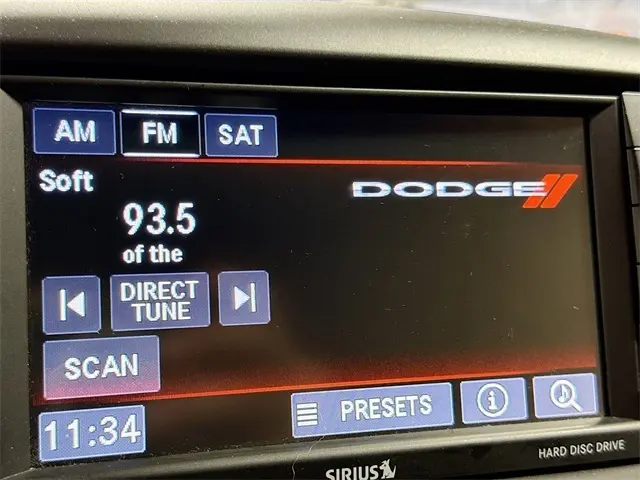 AM FM SAT
Soft
DODGE
93.5
of the
DIRECT
TUNE
SCAN
11:34
PRESETS
HARD DISC DRIVE
SIRIUS